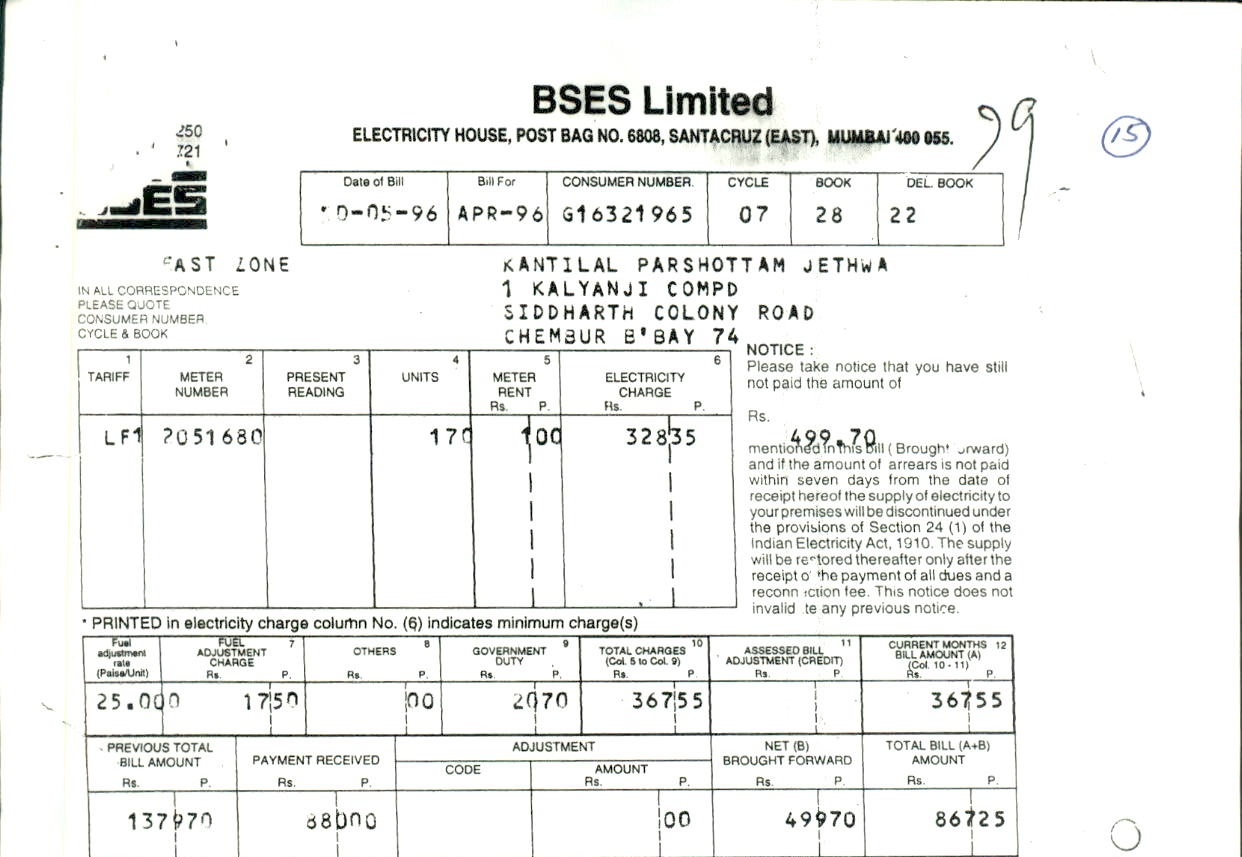 BSES Limited
ELECTRICITY HOUSE, POST BAG NO. 6808, SANTACRUZ (EAST), MUMBAI 400 055.
99
15
250
721
BSES
Date of Bill Bill For CONSUMER NUMBER. CYCLE BOOK DEL. BOOK
0-05-96 APR-96 G16321965 07 28 22
EAST ZONE
IN ALL CORRESPONDENCE
PLEASE QUOTE
CONSUMER NUMBER
CYCLE & BOOK
KANTILAL PARSHOTTAM JETHWA
1 KALYANJI COMPD
SIDDHARTH COLONY ROAD
CHEMBUR B'BAY 74
1 2 3 4 5 6
TARIFF METER NUMBER PRESENT READING UNITS METER RENT ELECTRICITY CHARGE
Rs. P. Rs. P.
LF1 2051680 170 1 00 328 35
NOTICE :
Please take notice that you have still
not paid the amount of
Rs.
499.70
mentioned in this bill ( Brought orward)
and if the amount of arrears is not paid
within seven days from the date of
receipt hereof the supply of electricity to
your premises will be discontinued under
the provisions of Section 24 (1) of the
Indian Electricity Act, 1910. The supply
will be restored thereafter only after the
receipt of the payment of all dues and a
reconn ction fee. This notice does not
invalid te any previous notice.
* PRINTED in electricity charge column No. (6) indicates minimum charge(s)
Fuel adjustment rate (Paise/Unit) FUEL ADJUSTMENT CHARGE 7 OTHERS 8 GOVERNMENT DUTY 9 TOTAL CHARGES (Col. 5 to Col. 9) 10 ASSESSED BILL ADJUSTMENT (CREDIT) 11 CURRENT MONTHS BILL AMOUNT (A) (Col. 10 - 11) 12
Rs. P. Rs. P. Rs. P. Rs. P. Rs. P. Rs. P.
25.000 17 50 00 20 70 367 55 367 55
PREVIOUS TOTAL BILL AMOUNT PAYMENT RECEIVED ADJUSTMENT NET (B) BROUGHT FORWARD TOTAL BILL (A+B) AMOUNT
CODE AMOUNT
Rs. P. Rs. P. Rs. P. Rs. P. Rs. P.
1379 70 880 00 00 499 70 867 25